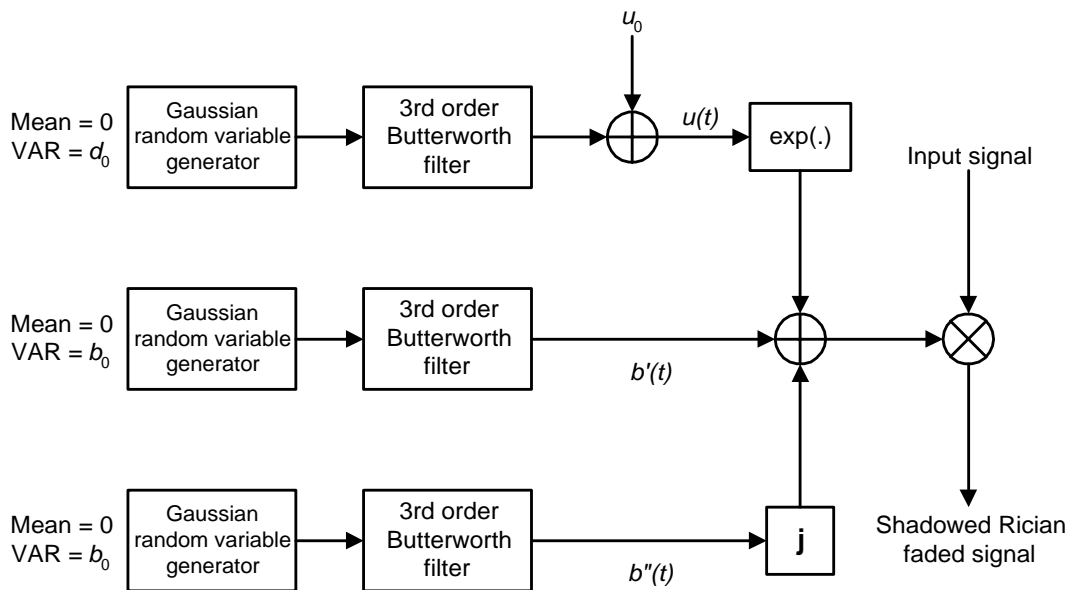 u0
Mean = 0
VAR = d0
Gaussian
random variable
generator
3rd order
Butterworth
filter
u(t)
exp(.)
Input signal
Mean = 0
VAR = b0
Gaussian
random variable
generator
3rd order
Butterworth
filter
b'(t)
Mean = 0
VAR = b0
Gaussian
random variable
generator
3rd order
Butterworth
filter
b"(t)
j
Shadowed Rician
faded signal